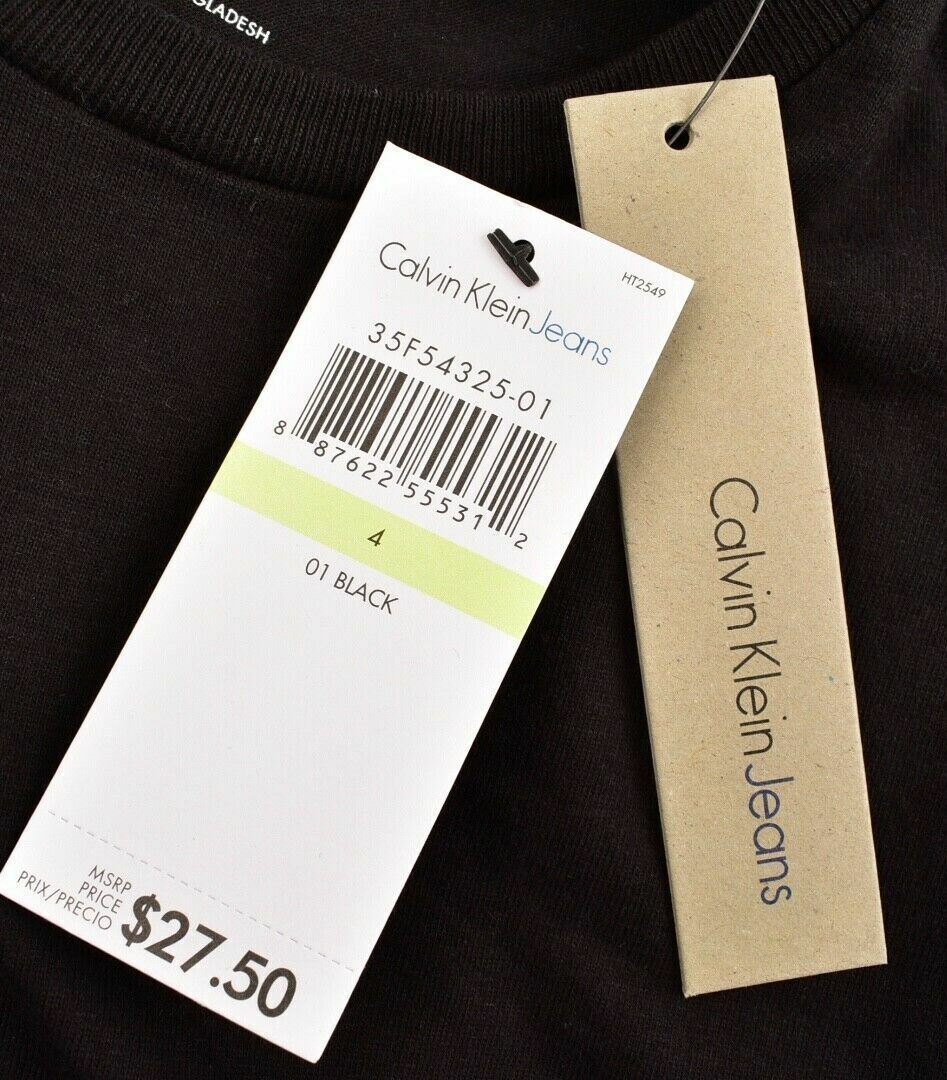 GLADESH
Calvin Klein Jeans
HT2549
35F54325-01
8 87622 55531 2
4
01 BLACK
MSRP
PRICE
PRIX/PRECIO
$27.50
Calvin Klein Jeans